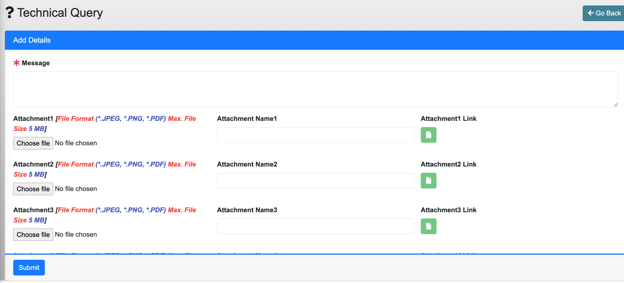 ? Technical Query
← Go Back
Add Details
* Message
Attachment1 [File Format (*.JPEG, *.PNG, *.PDF) Max. File
Size 5 MB]
Attachment Name1
Attachment1 Link
Choose file No file chosen
Attachment2 [File Format (*.JPEG, *.PNG, *.PDF) Max. File
Size 5 MB]
Attachment Name2
Attachment2 Link
Choose file No file chosen
Attachment3 [File Format (*.JPEG, *.PNG, *.PDF) Max. File
Size 5 MB]
Attachment Name3
Attachment3 Link
Choose file No file chosen
Submit